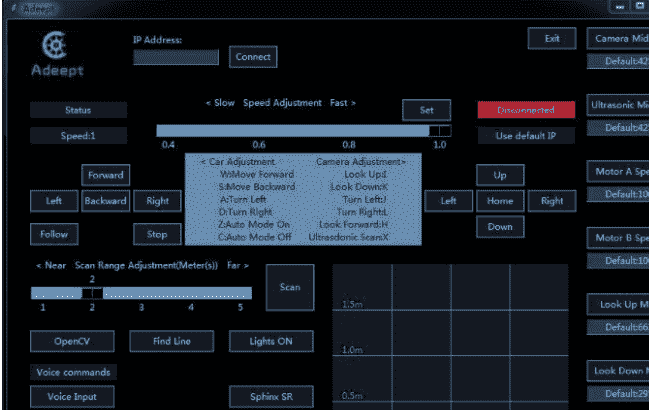 Adeept
IP Address:
Exit
Connect
Adeept
< Slow Speed Adjustment Fast >
Status
Set
Disconnected
Speed:1
Use default IP
0.4 0.6 0.8 1.0
< Car Adjustment Camera Adjustment>
W:Move Forward Look Up:I
S:Move Backward Look Down:K
A:Turn Left Turn Left:J
D:Turn Right Turn Right:L
Z:Auto Mode On Look Forward:H
C:Auto Mode Off Ultrasdonic Scan:X
Forward
Left Backward Right
Follow Stop
Up
Left Home Right
Down
< Near Scan Range Adjustment(Meter(s)) Far >
2
1 2 3 4 5
Scan
OpenCV Find Line Lights ON
Voice commands
Voice Input Sphinx SR
1.5m
1.0m
0.5m
Camera Mid
Default:42
Ultrasonic Mi
Default:42
Motor A Spe
Default:10
Motor B Spe
Default:10
Look Up M
Default:66
Look Down M
Default:29